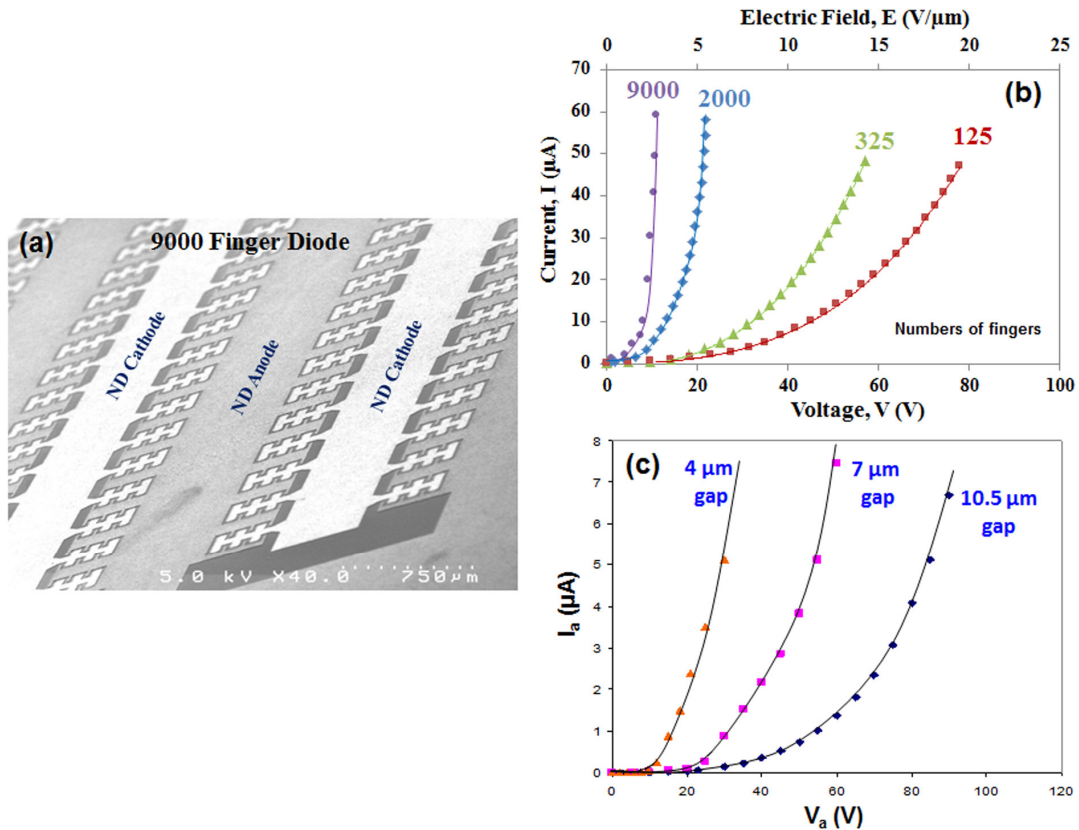 (a)
9000 Finger Diode
ND Cathode
ND Anode
ND Cathode
5.0 kV X40.0 750μm
Electric Field, E (V/μm)
0 5 10 15 20 25
70
60
50
40
30
20
10
0
Current, I (μA)
9000
2000
325
125
(b)
Numbers of fingers
0 20 40 60 80 100
Voltage, V (V)
(c)
8
7
6
5
4
3
2
1
0
Ia (μA)
4 μm
gap
7 μm
gap
10.5 μm
gap
0 20 40 60 80 100 120
Va (V)